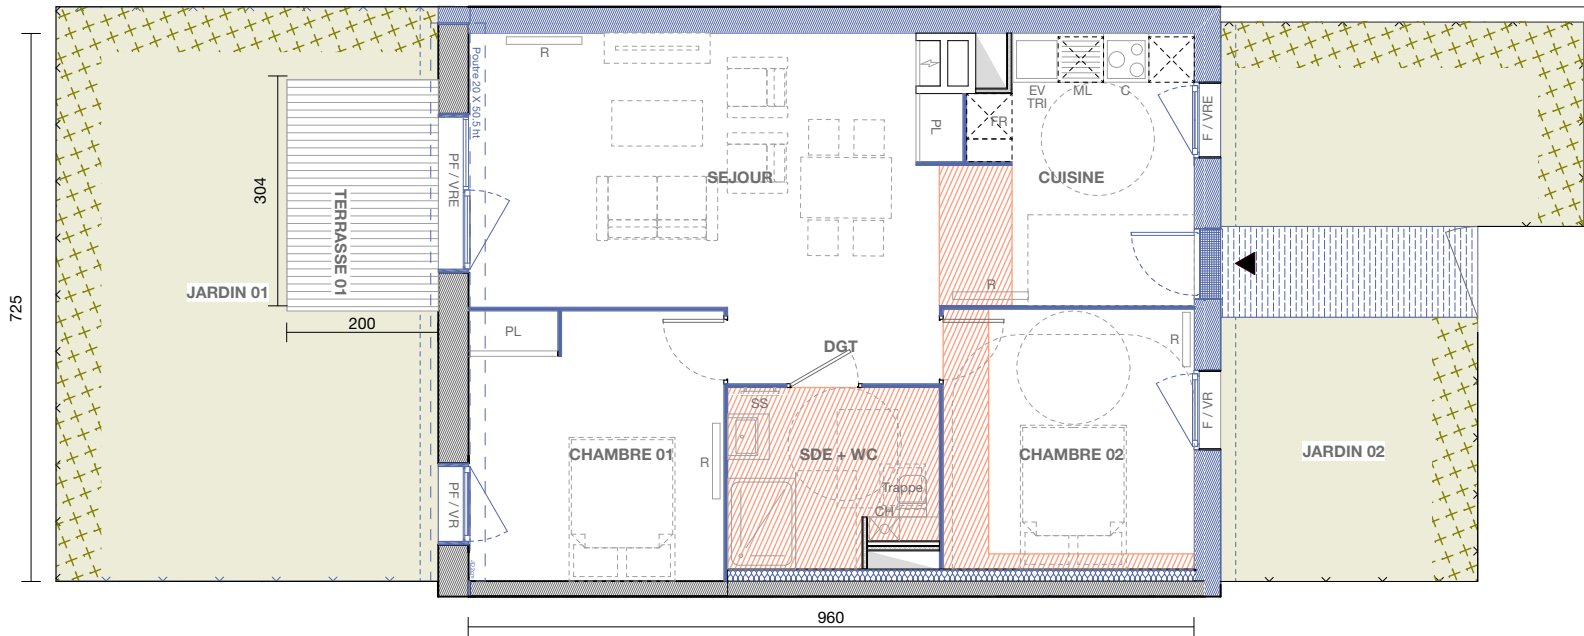 R
Poutre 20 X 50,5 ht
EV
TRI
ML
C
F / VRE
PL
FR
PF / VRE
SEJOUR
CUISINE
304
TERRASSE 01
JARDIN 01
R
725
200
PL
DGT
R
SS
F / VR
CHAMBRE 01
R
SDE + WC
CHAMBRE 02
JARDIN 02
PF / VR
Trappe
CH
960